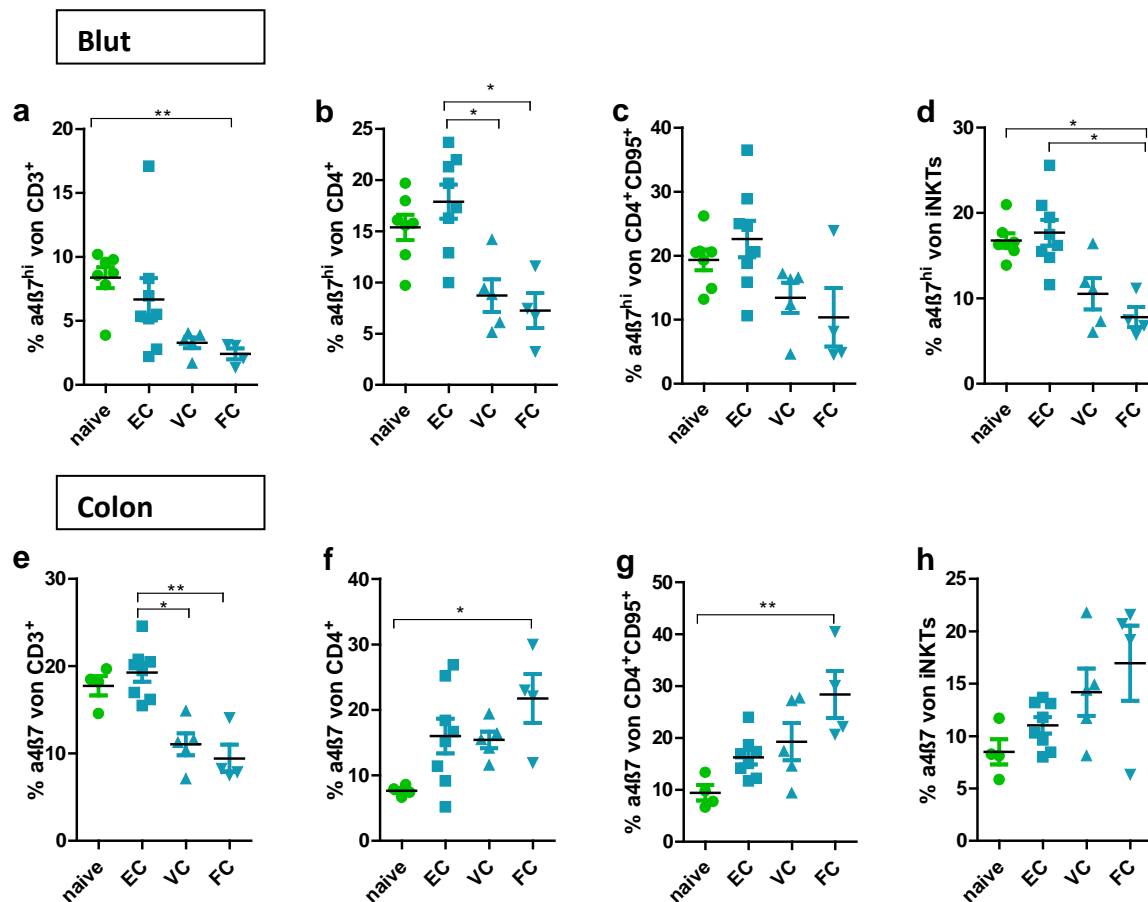 Blut
a
**
% a4ß7hi von CD3+
20
15
10
5
0
naive
EC
VC
FC
b
*
*
% a4ß7hi von CD4+
25
20
15
10
5
0
naive
EC
VC
FC
c
% a4ß7hi von CD4+CD95+
40
30
20
10
0
naive
EC
VC
FC
d
*
*
% a4ß7hi von iNKTs
30
20
10
0
naive
EC
VC
FC
Colon
e
**
*
% a4ß7 von CD3+
30
20
10
0
naive
EC
VC
FC
f
*
% a4ß7 von CD4+
40
30
20
10
0
naive
EC
VC
FC
g
**
% a4ß7 von CD4+CD95+
50
40
30
20
10
0
naive
EC
VC
FC
h
% a4ß7 von iNKTs
25
20
15
10
5
0
naive
EC
VC
FC